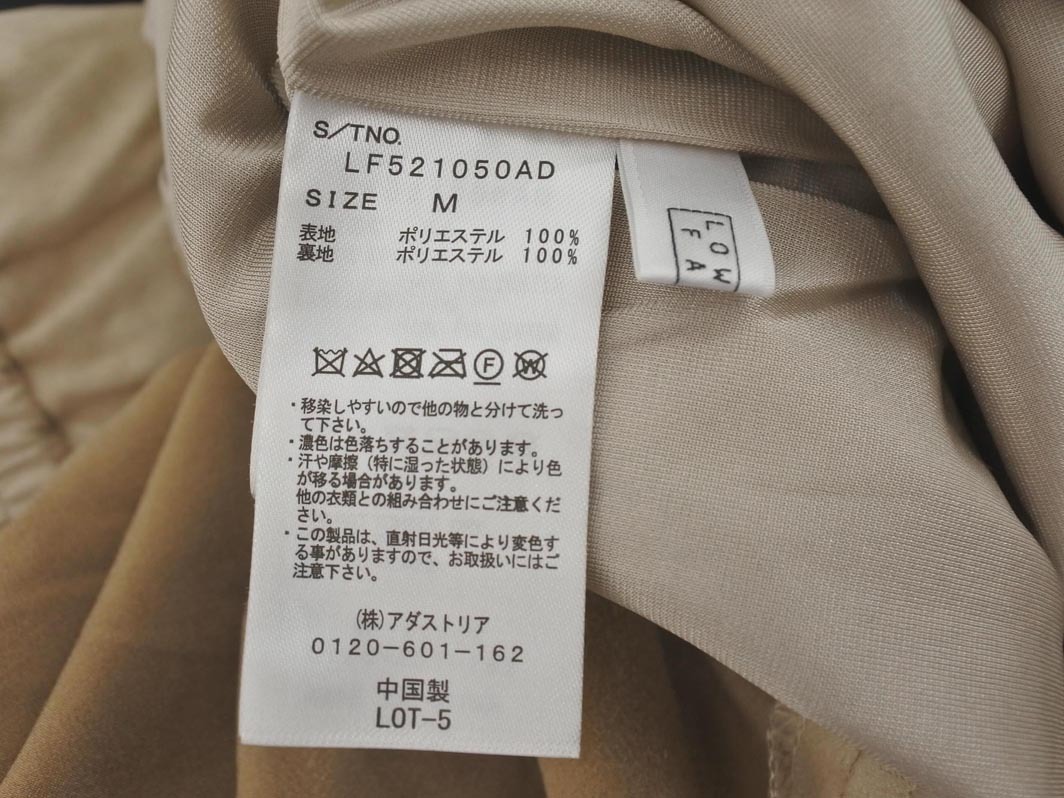 S/TNO.
LF521050AD
SIZE M
表地 ポリエステル 100%
裏地 ポリエステル 100%
F W
・移染しやすいので他の物と分けて洗っ
て下さい。
・濃色は色落ちすることがあります。
・汗や摩擦(特に湿った状態)により色
が移る場合があります。
他の衣類との組み合わせにご注意くだ
さい。
・この製品は、直射日光等により変色す
る事がありますので、お取扱いにはご
注意下さい。
(株)アダストリア
0120-601-162
中国製
LOT-5
LOW
FA